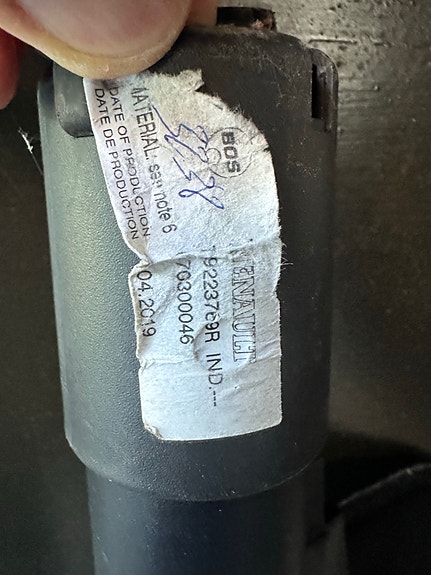 BOS
RENAULT
79223769R IND.---
70300046
MATERIAL: see note 6
DATE OF PRODUCTION
DATE DE PRODUCTION
04.2019